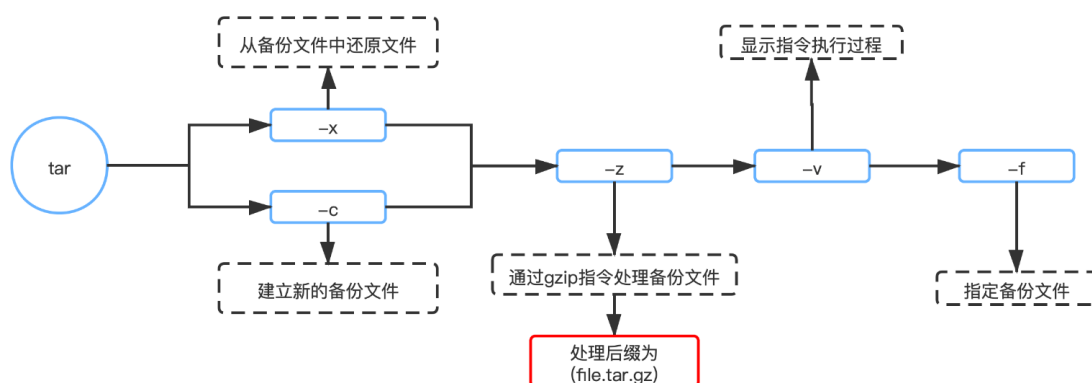 从备份文件中还原文件
显示指令执行过程
tar
–x
–c
–z
–v
–f
建立新的备份文件
通过gzip指令处理备份文件
指定备份文件
处理后缀为
(file.tar.gz)